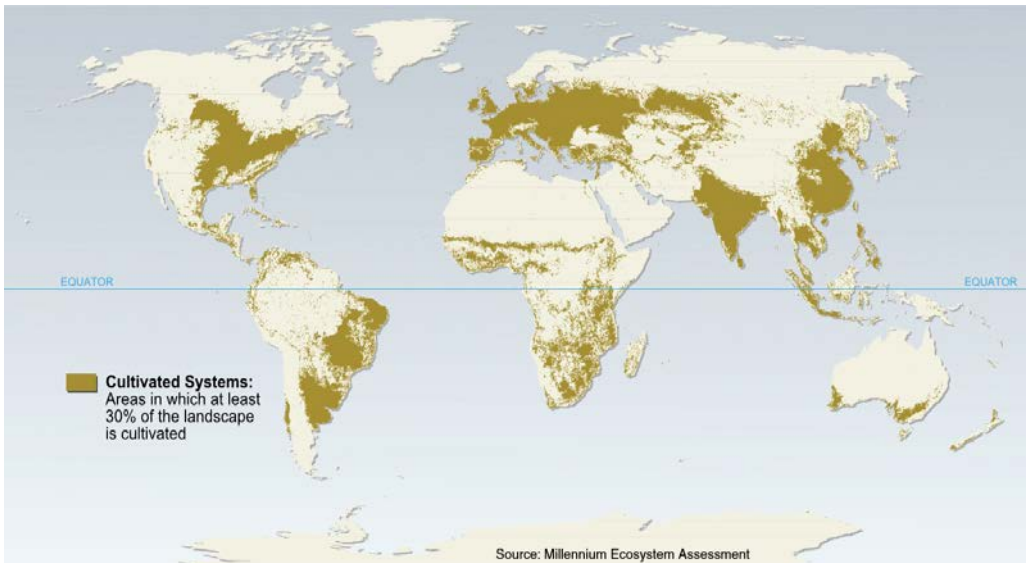 EQUATOR
EQUATOR
Cultivated Systems:
Areas in which at least
30% of the landscape
is cultivated
Source: Millennium Ecosystem Assessment